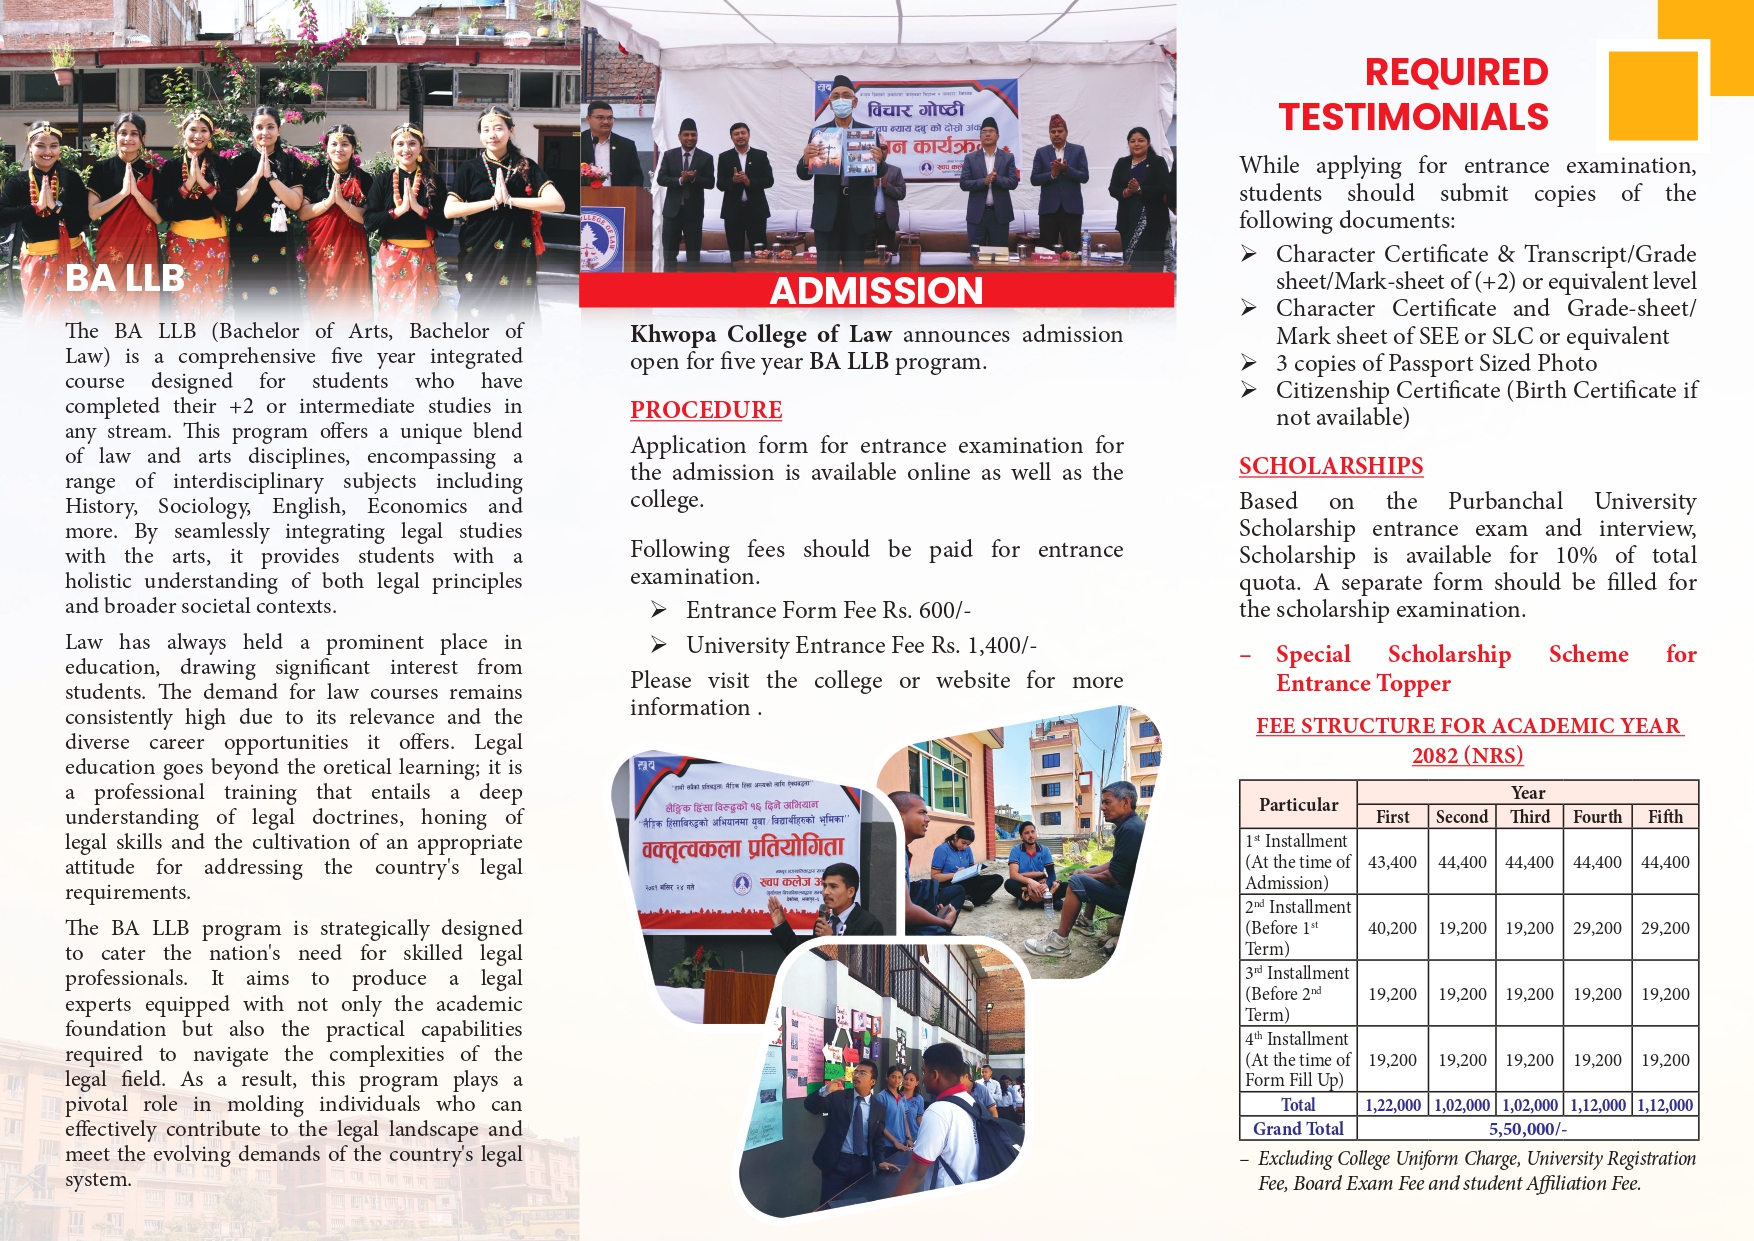 BA LLB
The BA LLB (Bachelor of Arts, Bachelor of
Law) is a comprehensive five year integrated
course designed for students who have
completed their +2 or intermediate studies in
any stream. This program offers a unique blend
of law and arts disciplines, encompassing a
range of interdisciplinary subjects including
History, Sociology, English, Economics and
more. By seamlessly integrating legal studies
with the arts, it provides students with a
holistic understanding of both legal principles
and broader societal contexts.
Law has always held a prominent place in
education, drawing significant interest from
students. The demand for law courses remains
consistently high due to its relevance and the
diverse career opportunities it offers. Legal
education goes beyond the oretical learning; it is
a professional training that entails a deep
understanding of legal doctrines, honing of
legal skills and the cultivation of an appropriate
attitude for addressing the country's legal
requirements.
The BA LLB program is strategically designed
to cater the nation's need for skilled legal
professionals. It aims to produce a legal
experts equipped with not only the academic
foundation but also the practical capabilities
required to navigate the complexities of the
legal field. As a result, this program plays a
pivotal role in molding individuals who can
effectively contribute to the legal landscape and
meet the evolving demands of the country's legal
system.
विचार गोष्ठी
ADMISSION
Khwopa College of Law announces admission
open for five year BA LLB program.
PROCEDURE
Application form for entrance examination for
the admission is available online as well as the
college.
Following fees should be paid for entrance
examination.
➢ Entrance Form Fee Rs. 600/-
➢ University Entrance Fee Rs. 1,400/-
Please visit the college or website for more
information .
लैङ्गिक हिंसा विरुद्धको १६ दिने अभियान
"लैङ्गिक हिंसाविरुद्धको अभियानमा युवा/विद्यार्थीहरुको भूमिका"
वक्तृत्वकला प्रतियोगिता
ख्वप कलेज अ
REQUIRED
TESTIMONIALS
While applying for entrance examination,
students should submit copies of the
following documents:
➢ Character Certificate & Transcript/Grade
sheet/Mark-sheet of (+2) or equivalent level
➢ Character Certificate and Grade-sheet/
Mark sheet of SEE or SLC or equivalent
➢ 3 copies of Passport Sized Photo
➢ Citizenship Certificate (Birth Certificate if
not available)
SCHOLARSHIPS
Based on the Purbanchal University
Scholarship entrance exam and interview,
Scholarship is available for 10% of total
quota. A separate form should be filled for
the scholarship examination.
– Special Scholarship Scheme for
Entrance Topper
FEE STRUCTURE FOR ACADEMIC YEAR
2082 (NRS)
Particular Year
First Second Third Fourth Fifth
1st Installment
(At the time of
Admission) 43,400 44,400 44,400 44,400 44,400
2nd Installment
(Before 1st
Term) 40,200 19,200 19,200 29,200 29,200
3rd Installment
(Before 2nd
Term) 19,200 19,200 19,200 19,200 19,200
4th Installment
(At the time of
Form Fill Up) 19,200 19,200 19,200 19,200 19,200
Total 1,22,000 1,02,000 1,02,000 1,12,000 1,12,000
Grand Total 5,50,000/-
– Excluding College Uniform Charge, University Registration
Fee, Board Exam Fee and student Affiliation Fee.